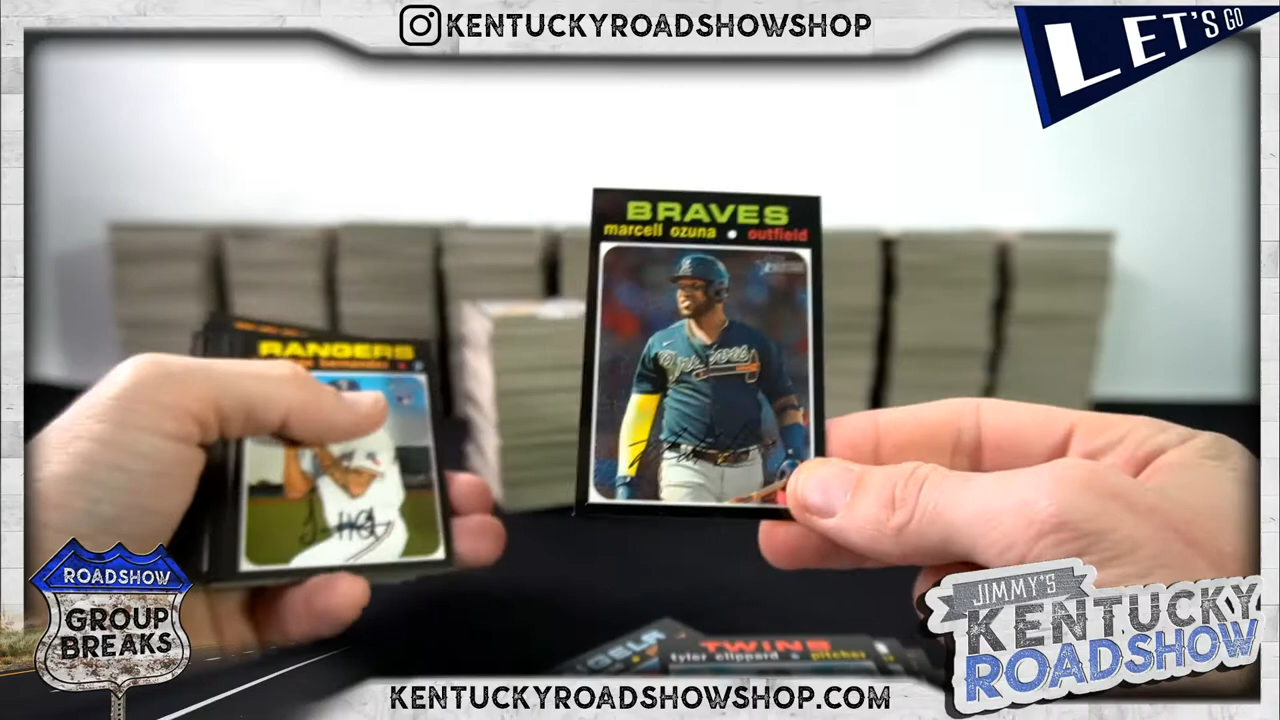 KENTUCKYROADSHOWSHOP
LET'S GO
BRAVES
marcell ozuna • outfield
RANGERS
TWINS
tyler clippard • pitcher
ROADSHOW
GROUP
BREAKS
JIMMY'S
KENTUCKY
ROADSHOW
KENTUCKYROADSHOWSHOP.COM